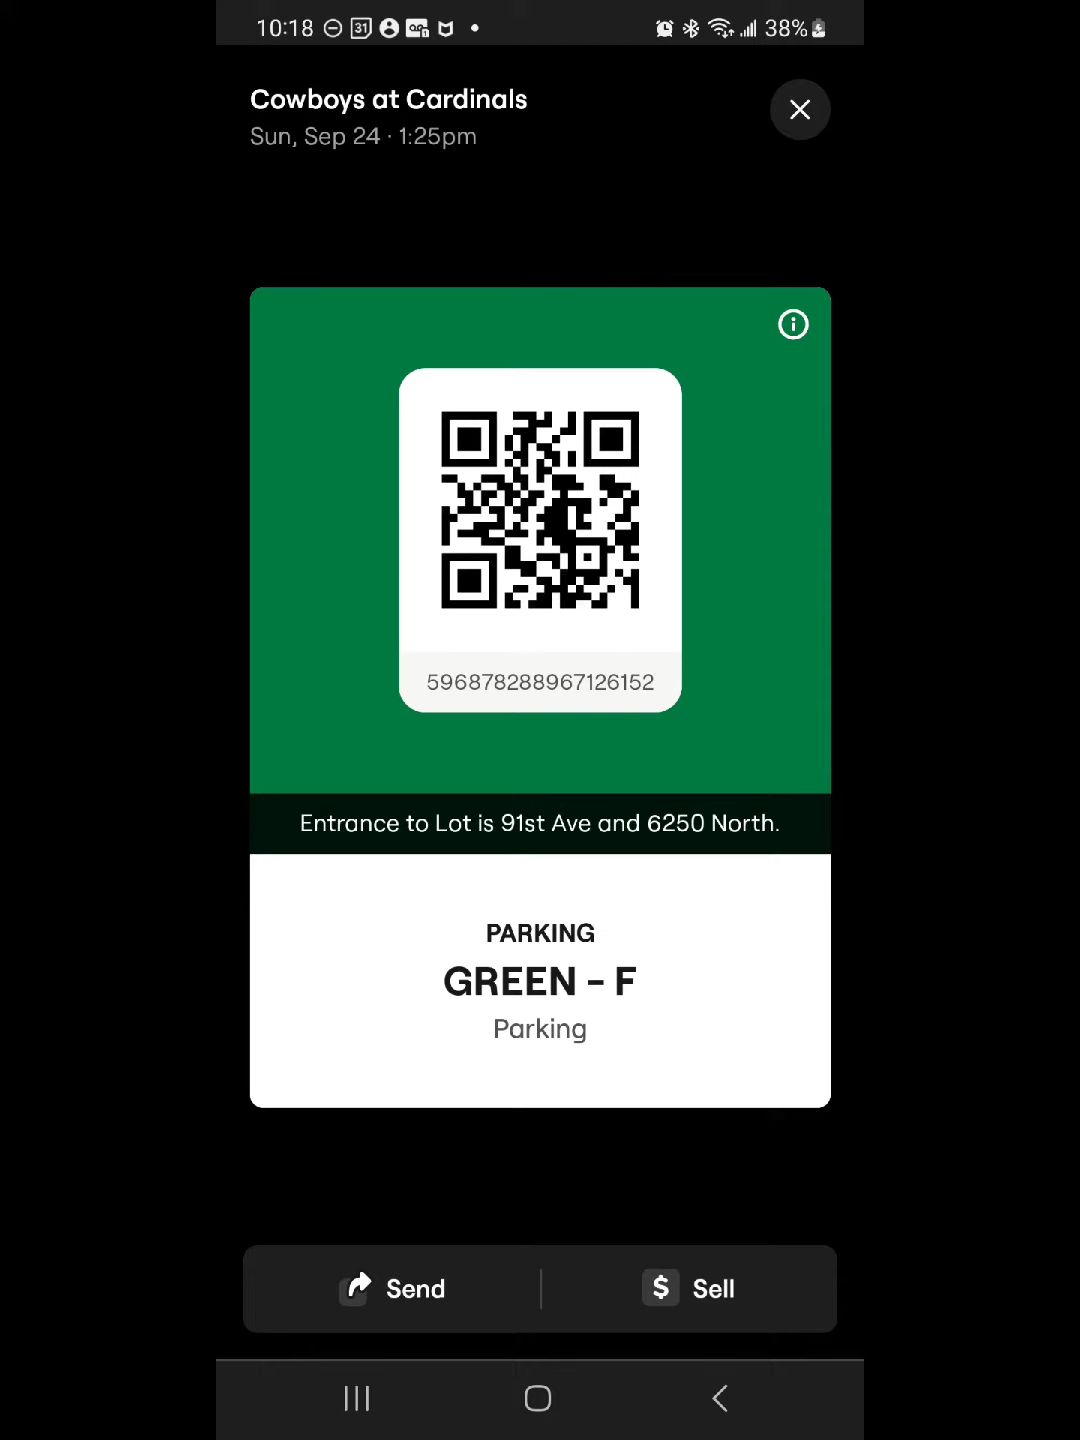 10:18 31 38%
Cowboys at Cardinals
Sun, Sep 24 · 1:25pm
596878288967126152
Entrance to Lot is 91st Ave and 6250 North.
PARKING
GREEN - F
Parking
Send $ Sell